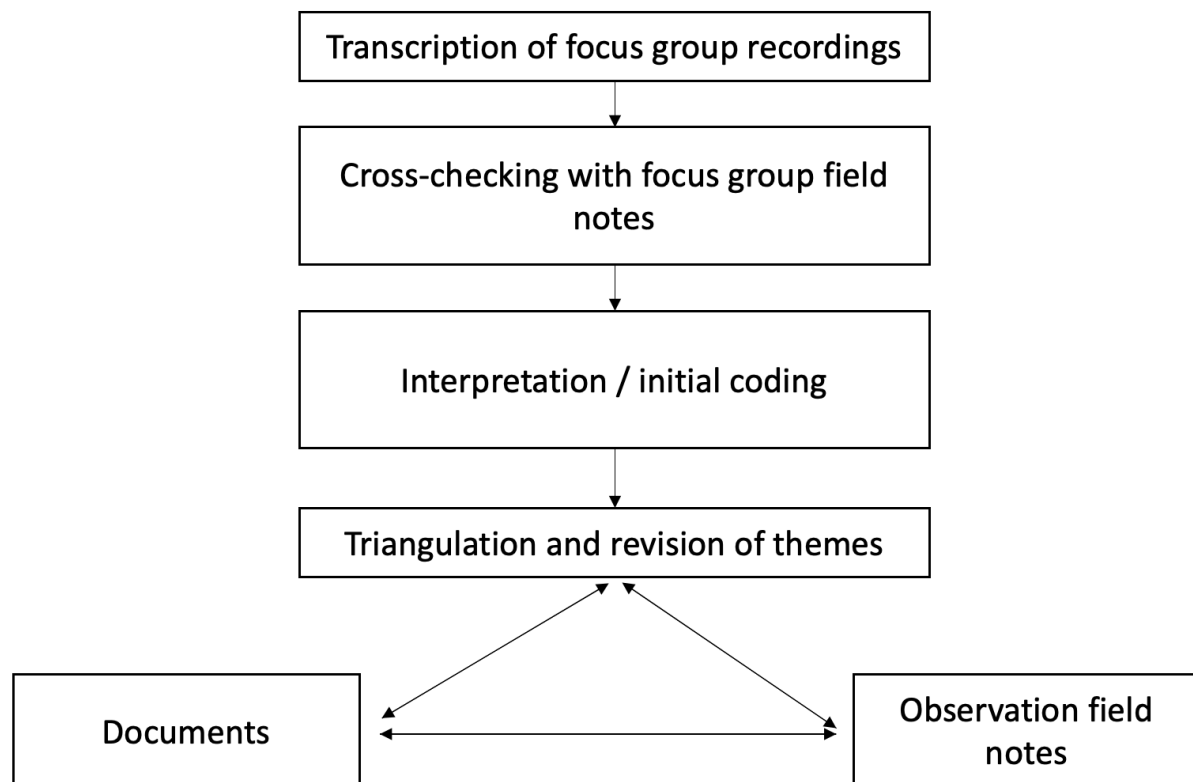 Transcription of focus group recordings
Cross-checking with focus group field
notes
Interpretation / initial coding
Triangulation and revision of themes
Documents
Observation field
notes